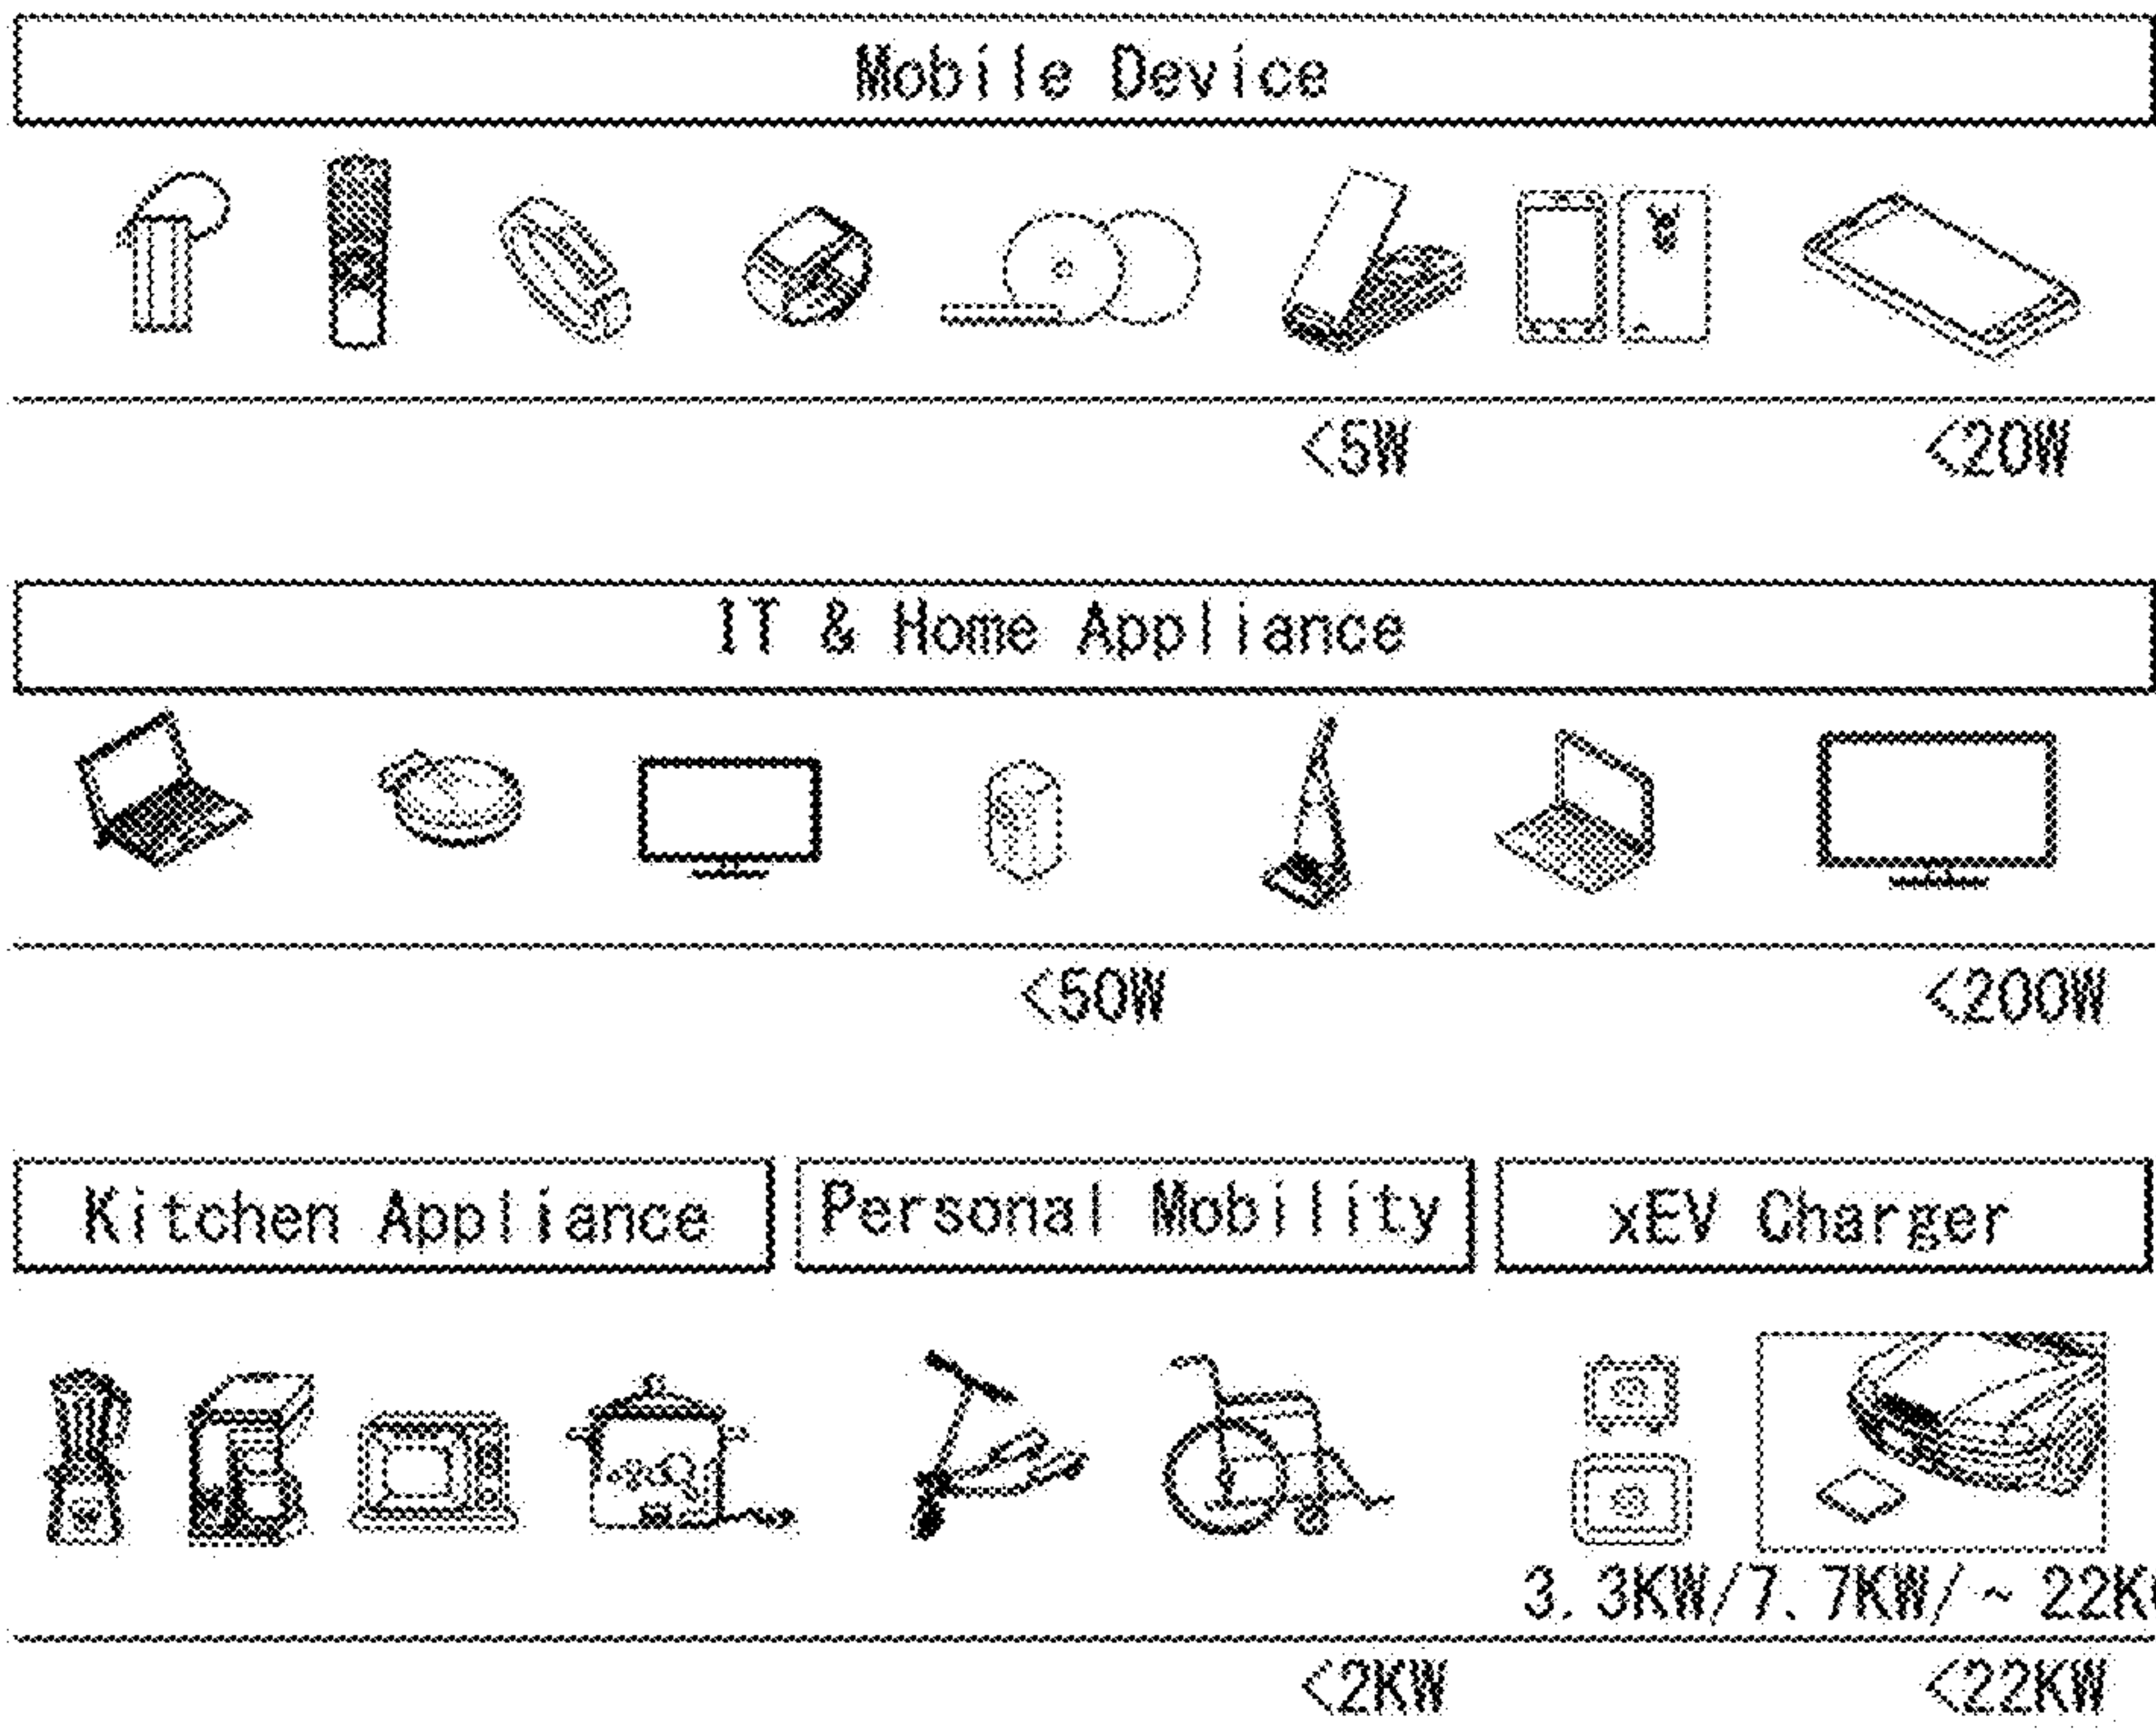 Mobile Device
<5W <20W
IT & Home Appliance
<50W <200W
Kitchen Appliance Personal Mobility xEV Charger
3.3KW/7.7KW/~22K
<2KW <22KW